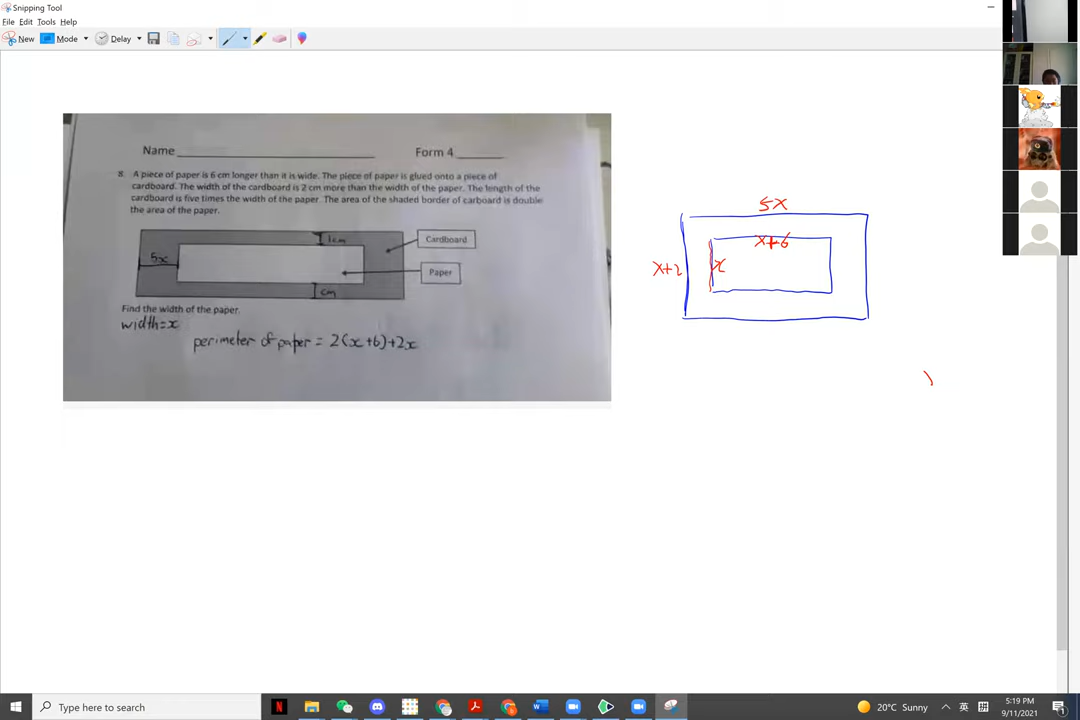 Snipping Tool
File Edit Tools Help
New Mode Delay
Name
Form 4
8. A piece of paper is 6 cm longer than it is wide. The piece of paper is glued onto a piece of
cardboard. The width of the cardboard is 2 cm more than the width of the paper. The length of the
cardboard is five times the width of the paper. The area of the shaded border of carboard is double
the area of the paper.
1cm
Cardboard
5x
Paper
cm
Find the width of the paper.
width=x
perimeter of paper = 2(x+6)+2x
5x
x+6
x+2
x
Type here to search
20°C Sunny
英
拼
5:19 PM
9/11/2021